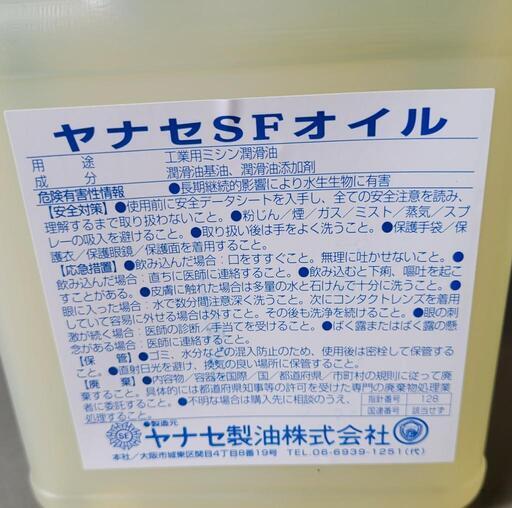 ヤナセSFオイル
用途 工業用ミシン潤滑油
成分 潤滑油基油、潤滑油添加剤
危険有害性情報 ●長期継続的影響により水生生物に有害
【安全対策】●使用前に安全データシートを入手し、全ての安全注意を読み、
理解するまで取り扱わないこと。●粉じん/煙/ガス/ミスト/蒸気/スプ
レーの吸入を避けること。●取り扱い後は手をよく洗うこと。●保護手袋/保
護衣/保護眼鏡/保護面を着用すること。
【応急措置】●飲み込んだ場合：口をすすぐこと。無理に吐かせないこと。●
飲み込んだ場合：直ちに医師に連絡すること。●飲み込むと下痢、嘔吐を起こ
すことがある。●皮膚に触れた場合は多量の水と石けんで十分に洗うこと。●
眼に入った場合：水で数分間注意深く洗うこと。次にコンタクトレンズを着用
していて容易に外せる場合は外すこと。その後も洗浄を続けること。●眼の刺
激が続く場合：医師の診断/手当てを受けること。●ばく露またはばく露の懸
念がある場合：医師に連絡すること。
【保管】●ゴミ、水分などの混入防止のため、使用後は密栓して保管する
こと。●直射日光を避け、換気の良い場所に保管すること。
【廃棄】●内容物/容器を国際/国/都道府県/市町村の規則に従って廃
棄すること。具体的には都道府県知事等の許可を受けた専門の廃棄物処理業
者に委託すること。●不明な場合は購入先に相談のうえ、
処理すること。
指針番号 128
国連番号 該当せず
●製造元
SF ヤナセ製油株式会社
本社/大阪市城東区関目4丁目8番19号 TEL 06-6939-1251(代)